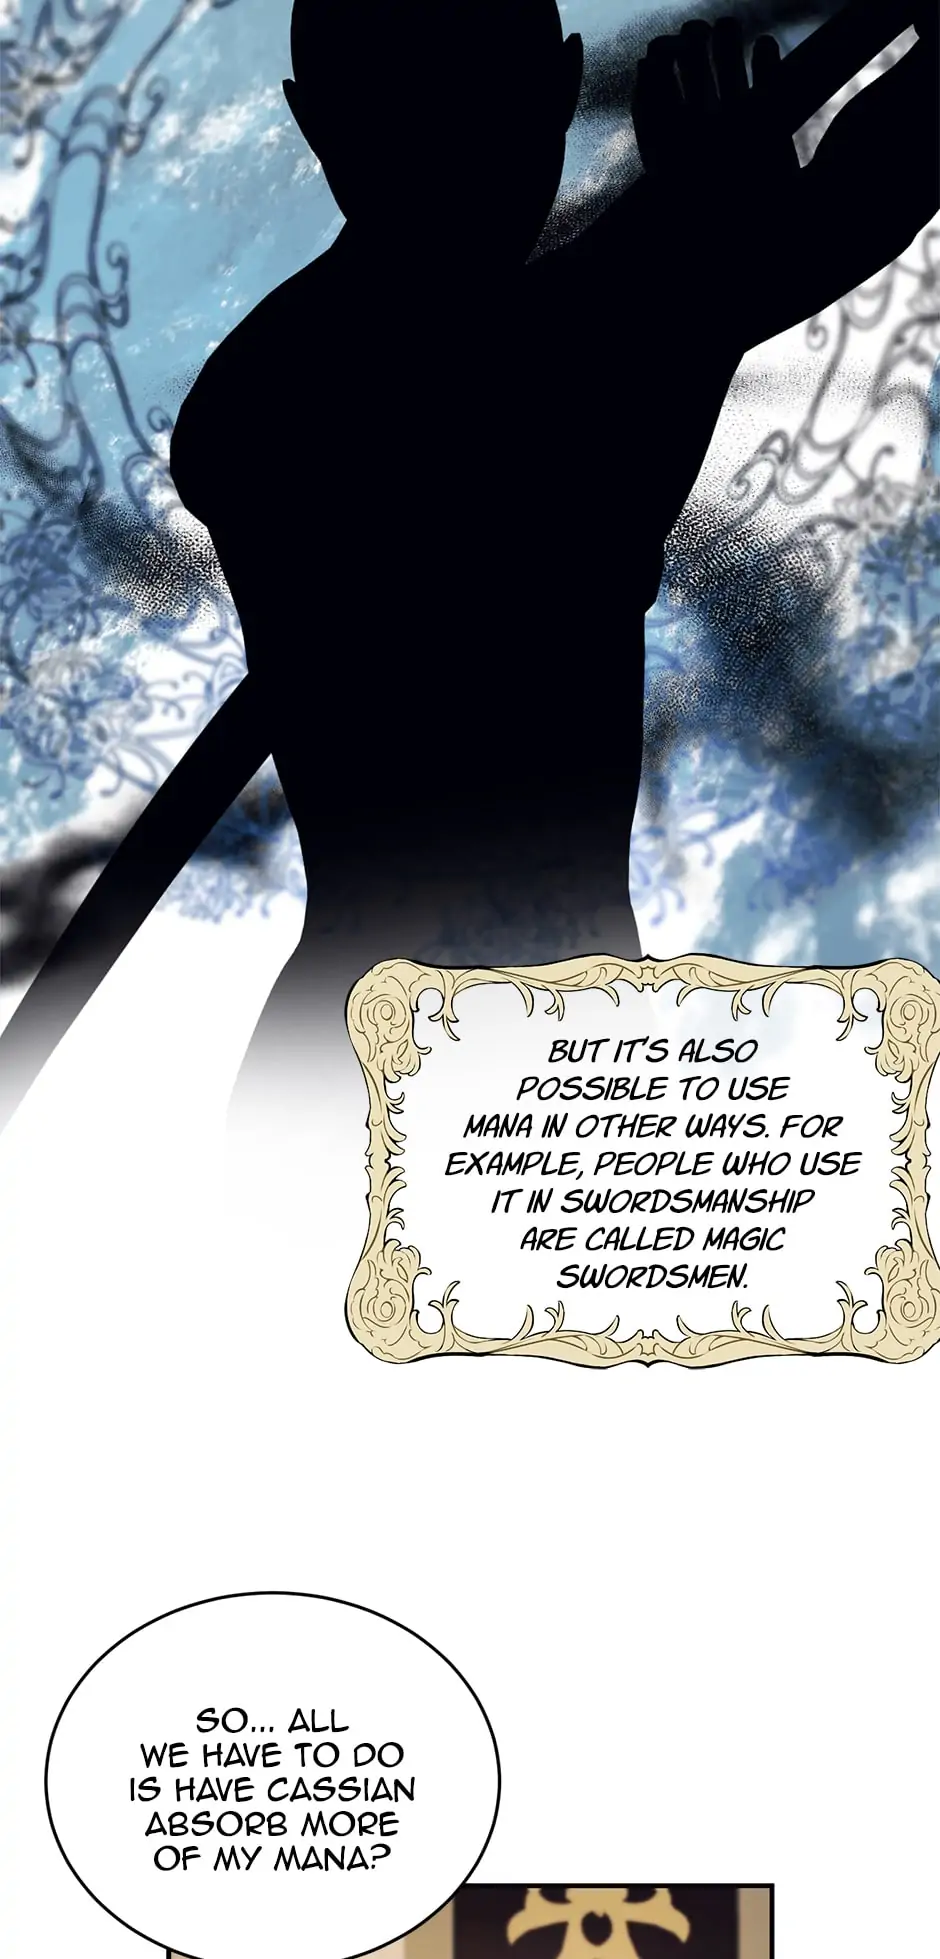 BUT IT'S ALSO
POSSIBLE TO USE
MANA IN OTHER WAYS. FOR
EXAMPLE, PEOPLE WHO USE
IT IN SWORDSMANSHIP
ARE CALLED MAGIC
SWORDSMEN.
SO... ALL
WE HAVE TO DO
IS HAVE CASSIAN
ABSORB MORE
OF MY MANA?